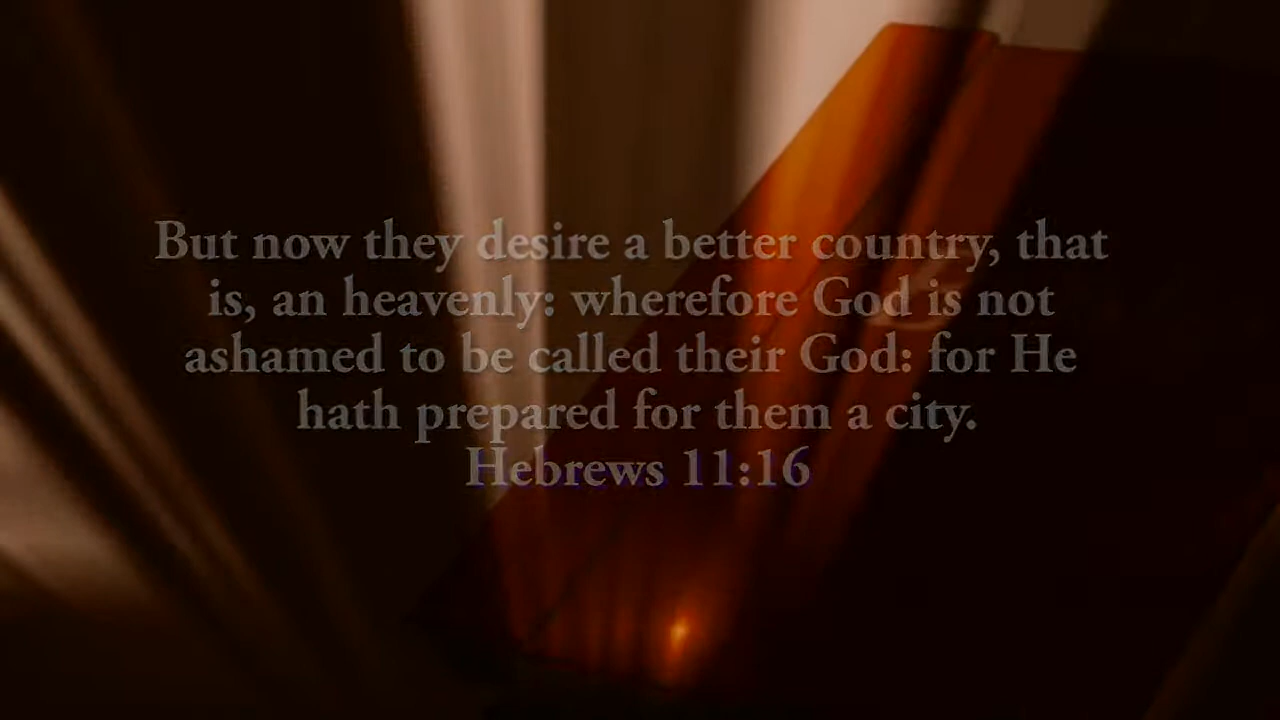 But now they desire a better country, that
is, an heavenly: wherefore God is not
ashamed to be called their God: for He
hath prepared for them a city.
Hebrews 11:16